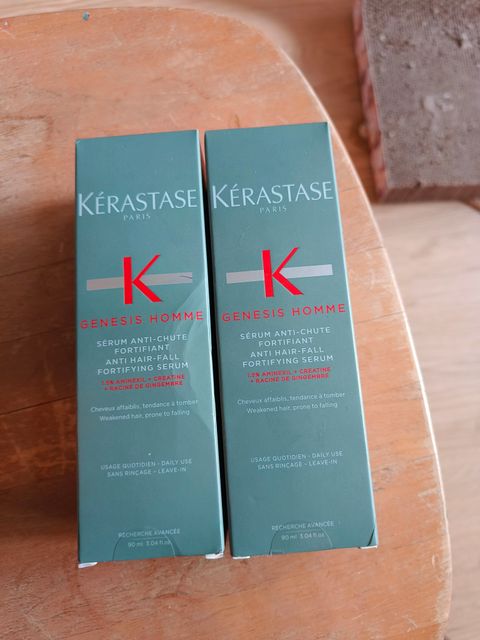 KÉRASTASE
PARIS
K
GENESIS HOMME
SÉRUM ANTI-CHUTE
FORTIFIANT
ANTI HAIR-FALL
FORTIFYING SERUM
1,5% AMINEXIL + CRÉATINE
+ RACINE DE GINGEMBRE
Cheveux affaiblis, tendance à tomber
Weakened hair, prone to falling
USAGE QUOTIDIEN - DAILY USE
SANS RINÇAGE - LEAVE-IN
RECHERCHE AVANCÉE
90 ml 3.04 fl.oz.
KÉRASTASE
PARIS
K
GENESIS HOMME
SÉRUM ANTI-CHUTE
FORTIFIANT
ANTI HAIR-FALL
FORTIFYING SERUM
1,5% AMINEXIL + CRÉATINE
+ RACINE DE GINGEMBRE
Cheveux affaiblis, tendance à tomber
Weakened hair, prone to falling
USAGE QUOTIDIEN - DAILY USE
SANS RINÇAGE - LEAVE-IN
RECHERCHE AVANCÉE
90 ml 3.04 fl.oz.